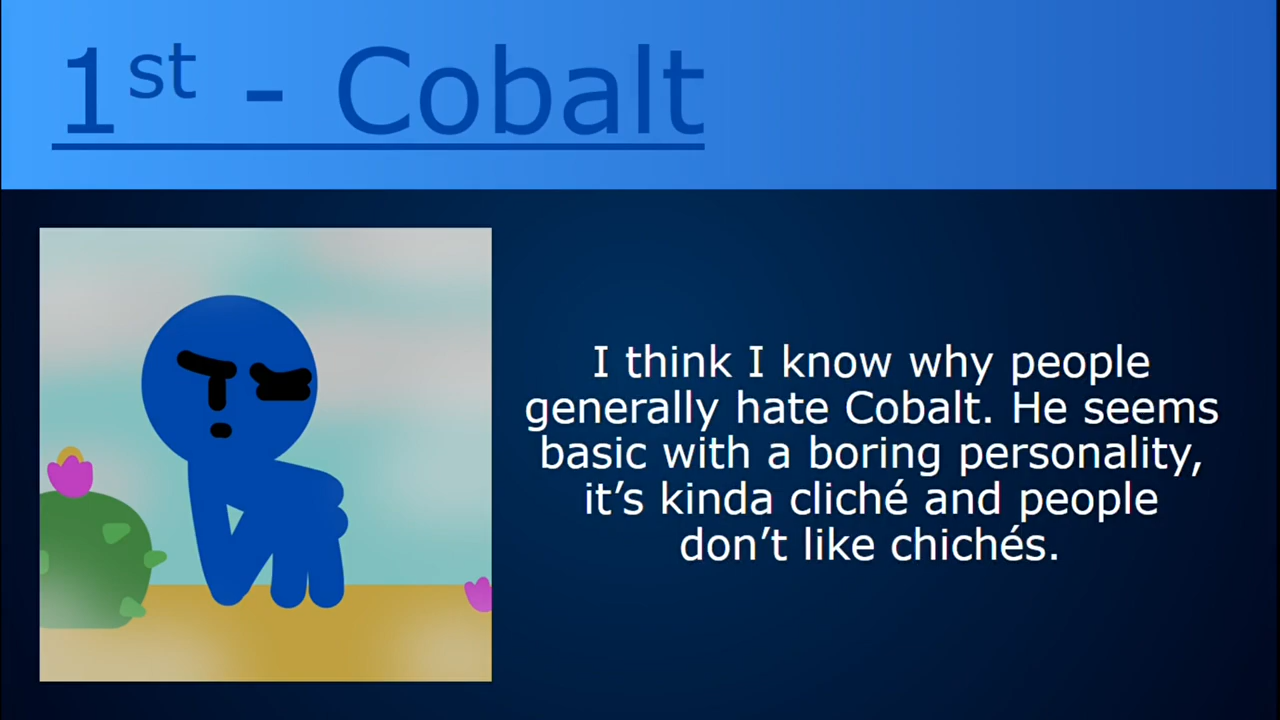 1st - Cobalt
I think I know why people
generally hate Cobalt. He seems
basic with a boring personality,
it’s kinda cliché and people
don’t like chichés.